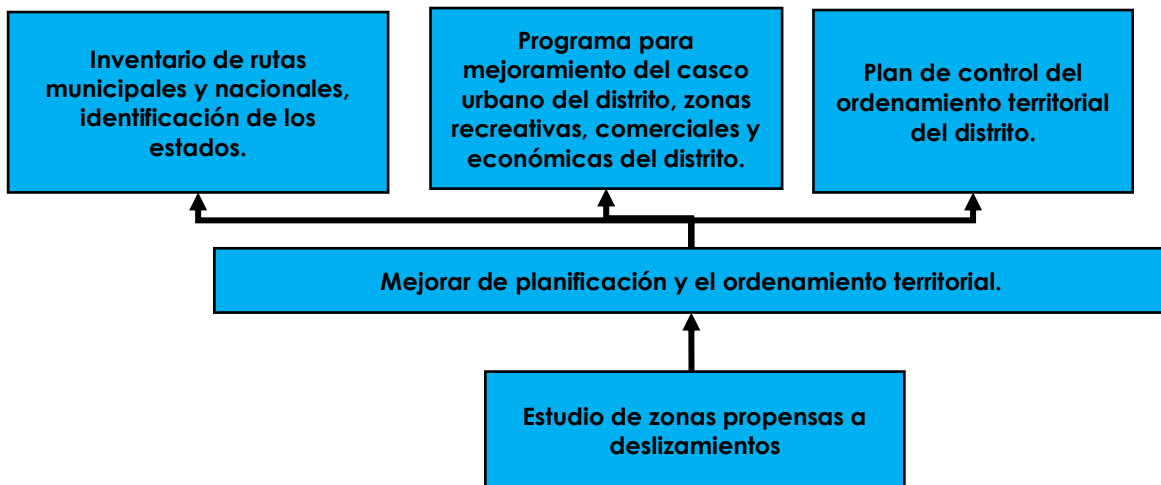 Inventario de rutas
municipales y nacionales,
identificación de los
estados.
Programa para
mejoramiento del casco
urbano del distrito, zonas
recreativas, comerciales y
económicas del distrito.
Plan de control del
ordenamiento territorial
del distrito.
Mejorar de planificación y el ordenamiento territorial.
Estudio de zonas propensas a
deslizamientos